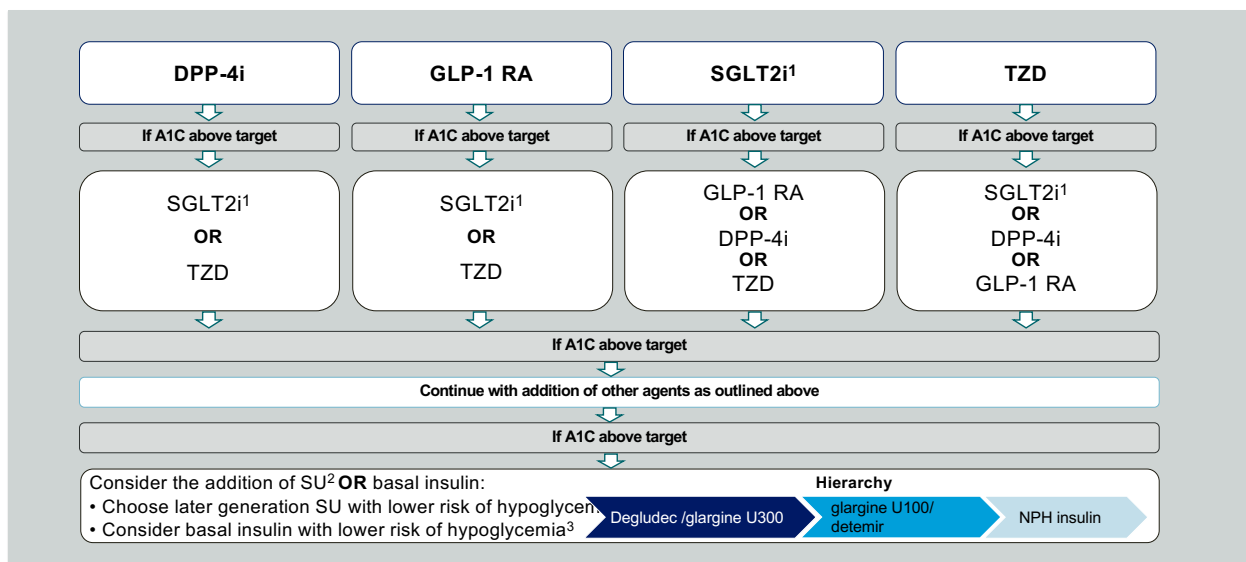 DPP-4i
GLP-1 RA
SGLT2i¹
TZD
If A1C above target
If A1C above target
If A1C above target
If A1C above target
SGLT2i¹
OR
TZD
SGLT2i¹
OR
TZD
GLP-1 RA
OR
DPP-4i
OR
TZD
SGLT2i¹
OR
DPP-4i
OR
GLP-1 RA
If A1C above target
Continue with addition of other agents as outlined above
If A1C above target
Consider the addition of SU² OR basal insulin:
• Choose later generation SU with lower risk of
• Consider basal insulin with lower risk of hypoglycemia³
Hierarchy
Degludec /glargine U300
glargine U100/
detemir
NPH insulin